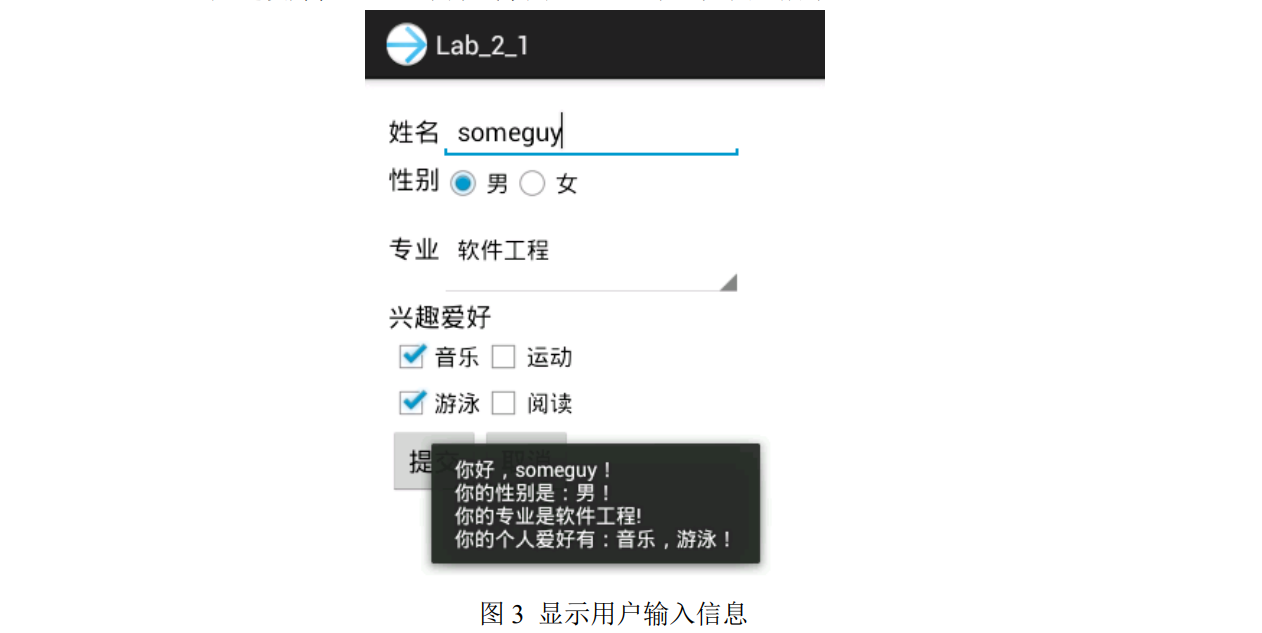 Lab_2_1
姓名 someguy
性别 男 女
专业 软件工程
兴趣爱好
音乐 运动
游泳 阅读
提交 取消
你好，someguy！
你的性别是：男！
你的专业是软件工程!
你的个人爱好有：音乐，游泳！
图 3 显示用户输入信息